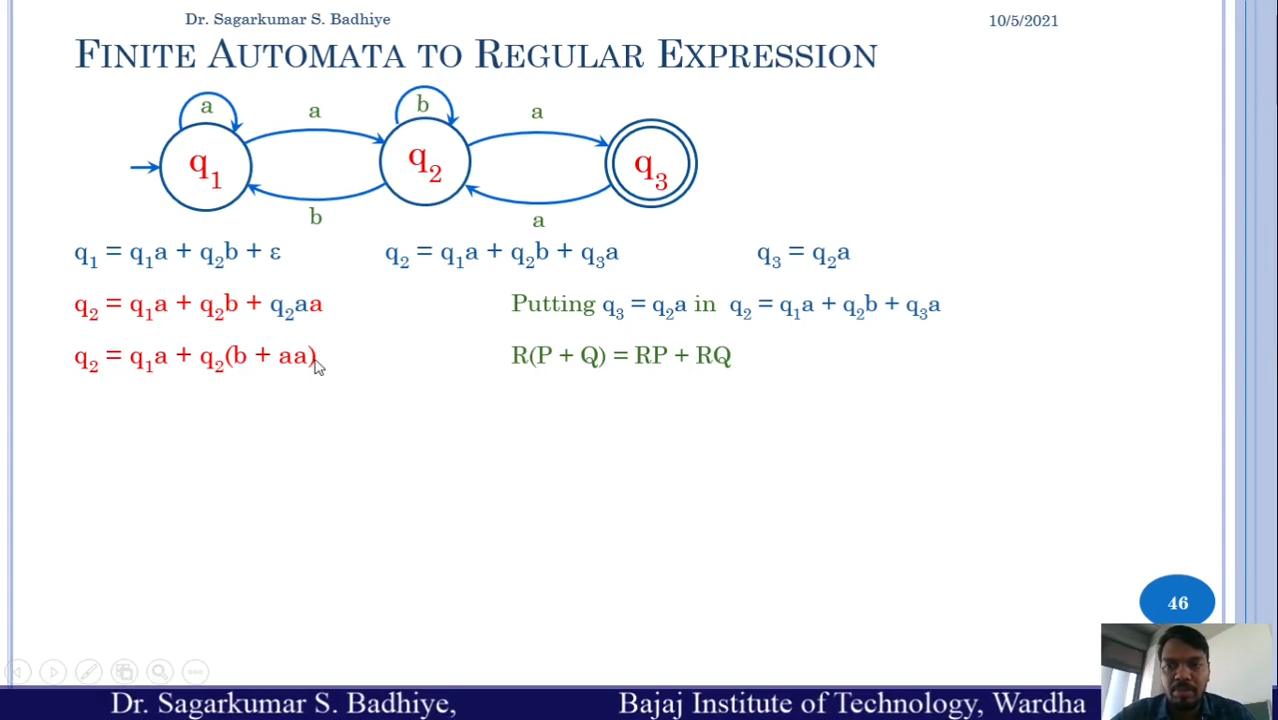 Dr. Sagarkumar S. Badhiye 10/5/2021
FINITE AUTOMATA TO REGULAR EXPRESSION
a a b a
q₁ q₂ q₃
b a
q₁ = q₁a + q₂b + ε q₂ = q₁a + q₂b + q₃a q₃ = q₂a
q₂ = q₁a + q₂b + q₂aa Putting q₃ = q₂a in q₂ = q₁a + q₂b + q₃a
q₂ = q₁a + q₂(b + aa) R(P + Q) = RP + RQ
46
Dr. Sagarkumar S. Badhiye, Bajaj Institute of Technology, Wardha